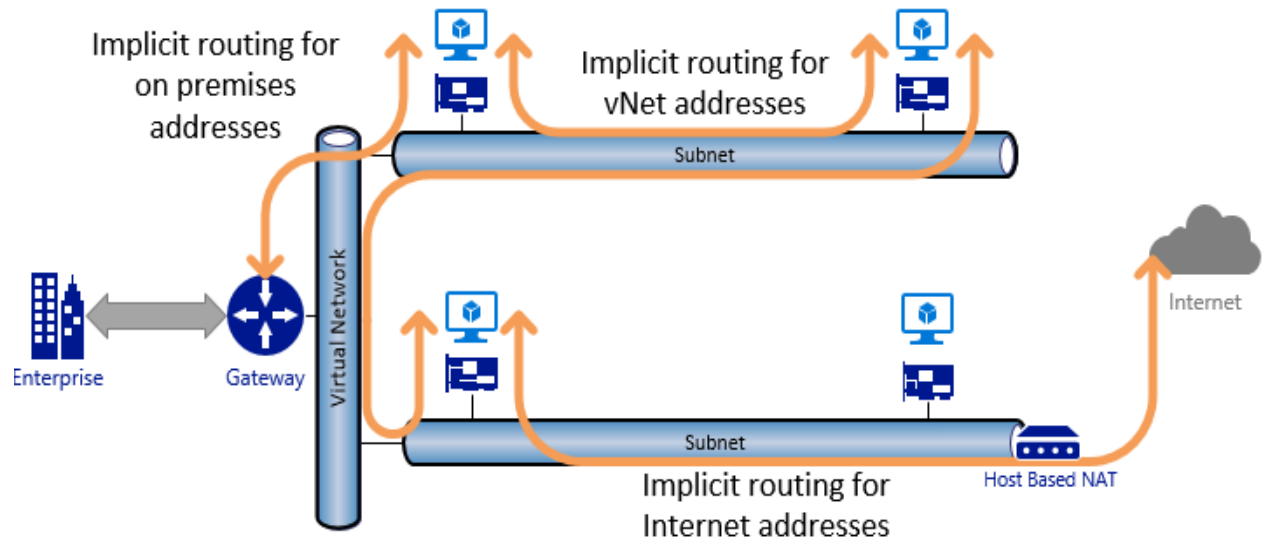 Implicit routing for
on premises
addresses
Implicit routing for
vNet addresses
Subnet
Virtual Network
Enterprise
Gateway
Internet
Subnet
Host Based NAT
Implicit routing for
Internet addresses